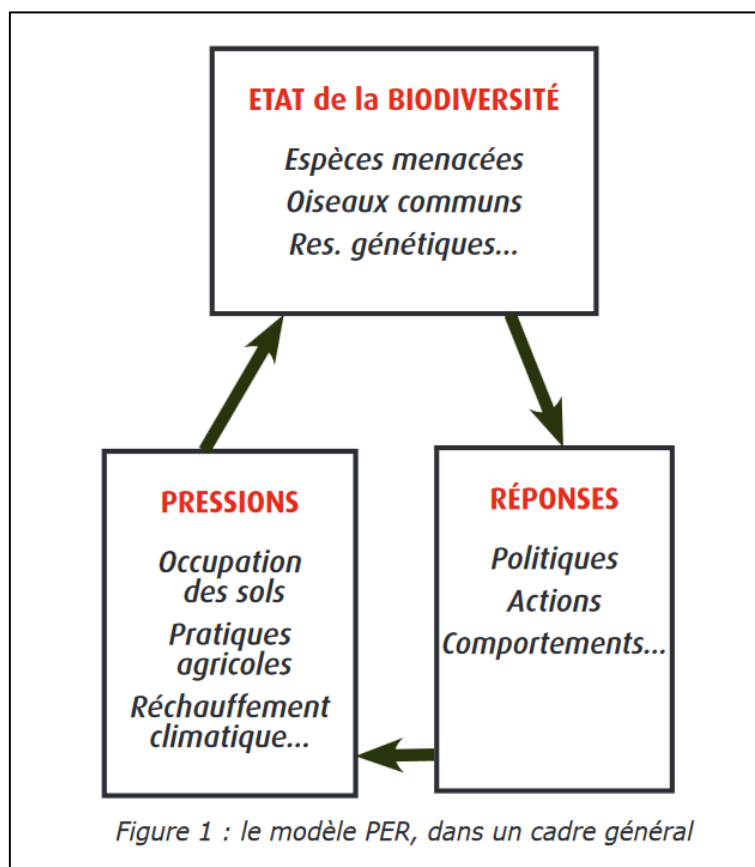 ETAT de la BIODIVERSITÉ
Espèces menacées
Oiseaux communs
Res. génétiques...
PRESSIONS
Occupation
des sols
Pratiques
agricoles
Réchauffement
climatique...
RÉPONSES
Politiques
Actions
Comportements...
Figure 1 : le modèle PER, dans un cadre général